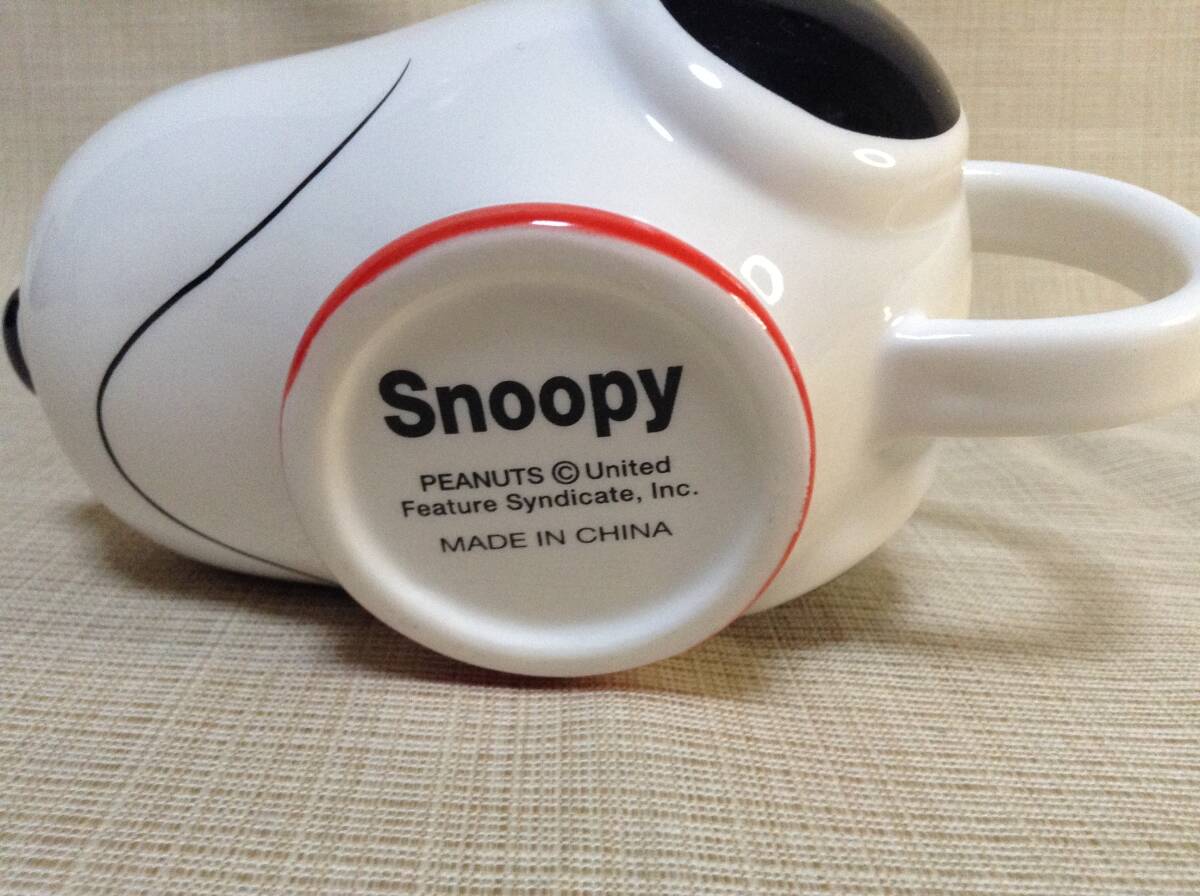 Snoopy
PEANUTS © United
Feature Syndicate, Inc.
MADE IN CHINA